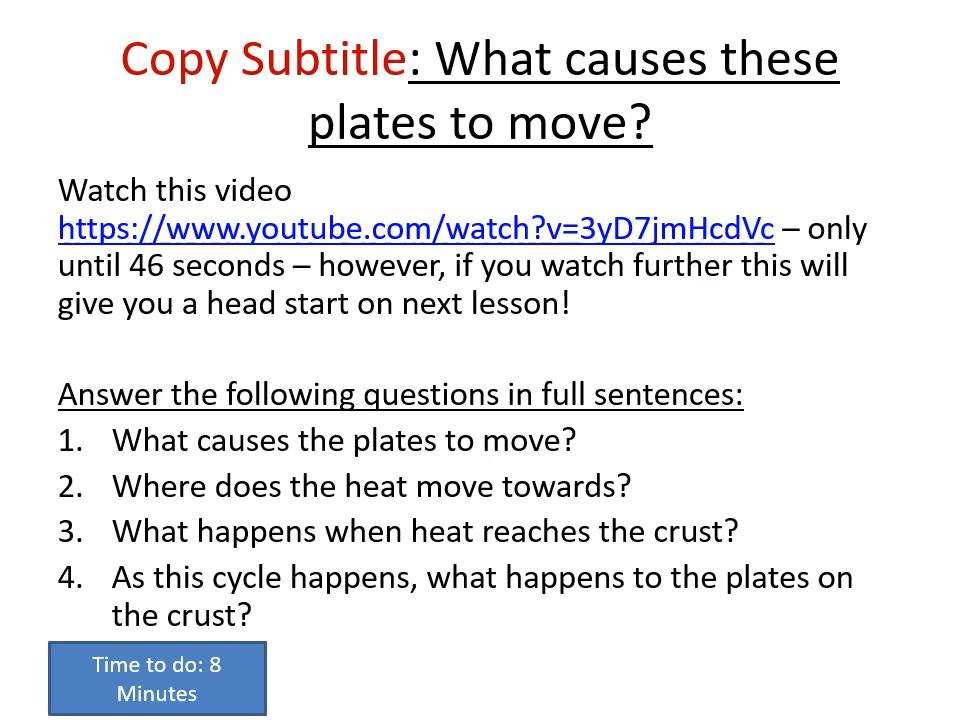 Copy Subtitle: What causes these
plates to move?
Watch this video
https://www.youtube.com/watch?v=3yD7jmHcdVc – only
until 46 seconds – however, if you watch further this will
give you a head start on next lesson!
Answer the following questions in full sentences:
1. What causes the plates to move?
2. Where does the heat move towards?
3. What happens when heat reaches the crust?
4. As this cycle happens, what happens to the plates on
the crust?
Time to do: 8
Minutes